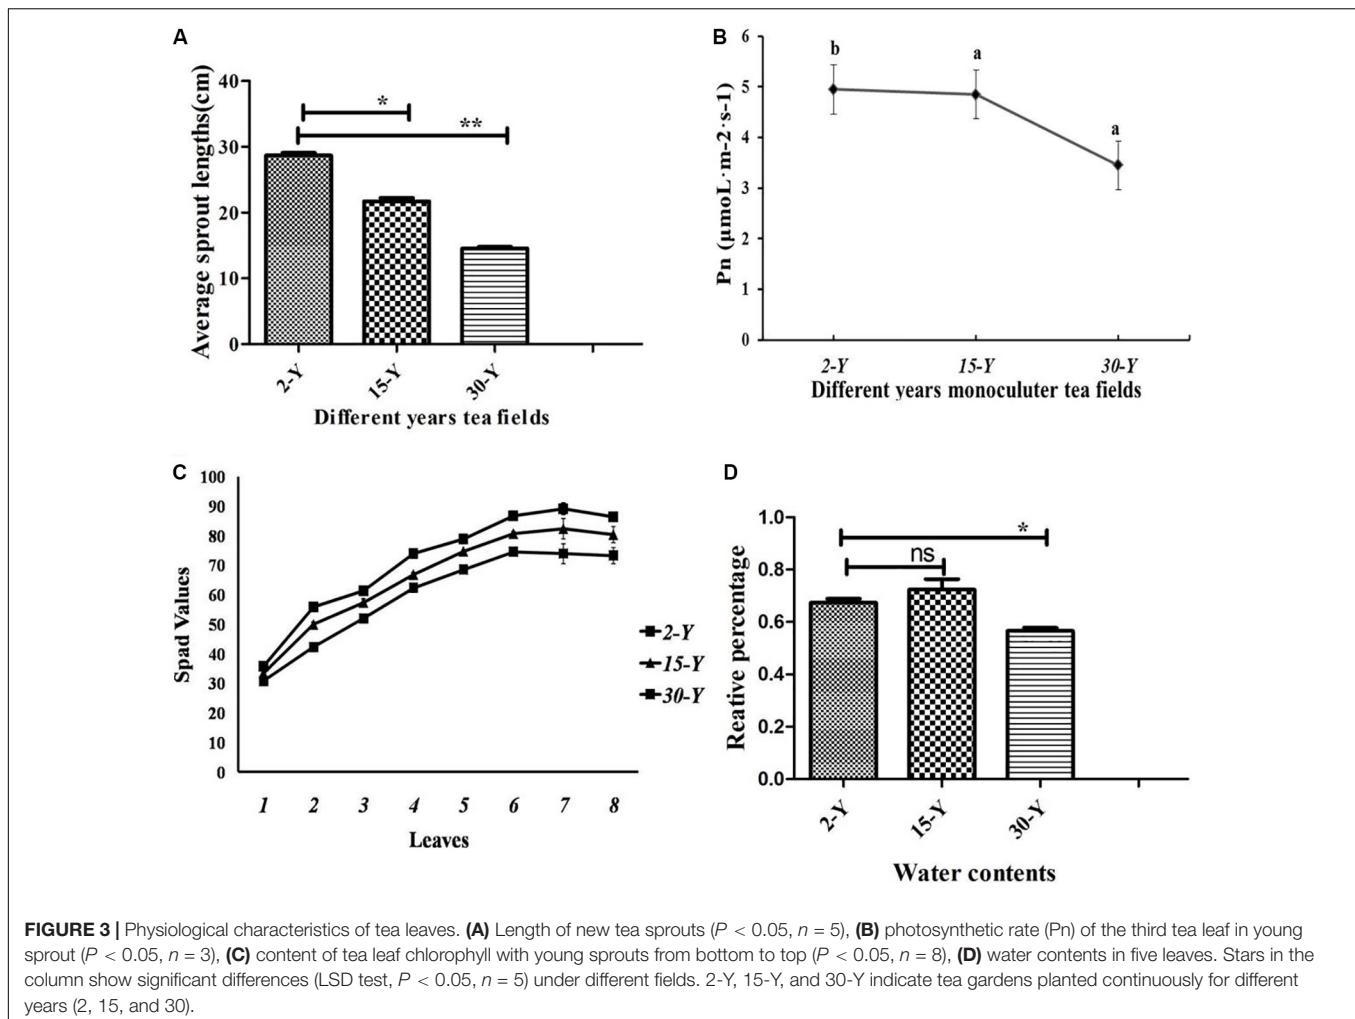 A
Average sprout lengths(cm)
40
30
20
10
0
*
**
2-Y
15-Y
30-Y
Different years tea fields
B
Pn (μmoL·m-2·s-1)
6
5
4
3
2
1
0
b
a
a
2-Y
15-Y
30-Y
Different years monoculuter tea fields
C
Spad Values
100
90
80
70
60
50
40
30
20
10
0
1 2 3 4 5 6 7 8
Leaves
2-Y
15-Y
30-Y
D
Reative percentage
1.0
0.8
0.6
0.4
0.2
0.0
*
ns
2-Y
15-Y
30-Y
Water contents
FIGURE 3 | Physiological characteristics of tea leaves. (A) Length of new tea sprouts (P < 0.05, n = 5), (B) photosynthetic rate (Pn) of the third tea leaf in young
sprout (P < 0.05, n = 3), (C) content of tea leaf chlorophyll with young sprouts from bottom to top (P < 0.05, n = 8), (D) water contents in five leaves. Stars in the
column show significant differences (LSD test, P < 0.05, n = 5) under different fields. 2-Y, 15-Y, and 30-Y indicate tea gardens planted continuously for different
years (2, 15, and 30).